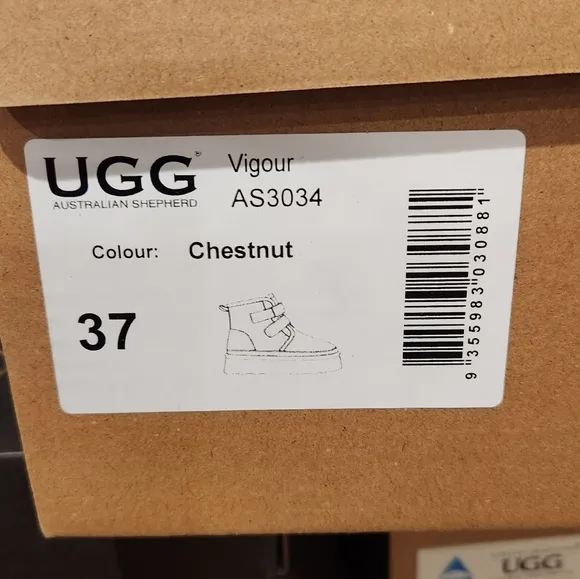 UGG®
AUSTRALIAN SHEPHERD
Vigour
AS3034
Colour: Chestnut
37
9 355983 030881
UGG